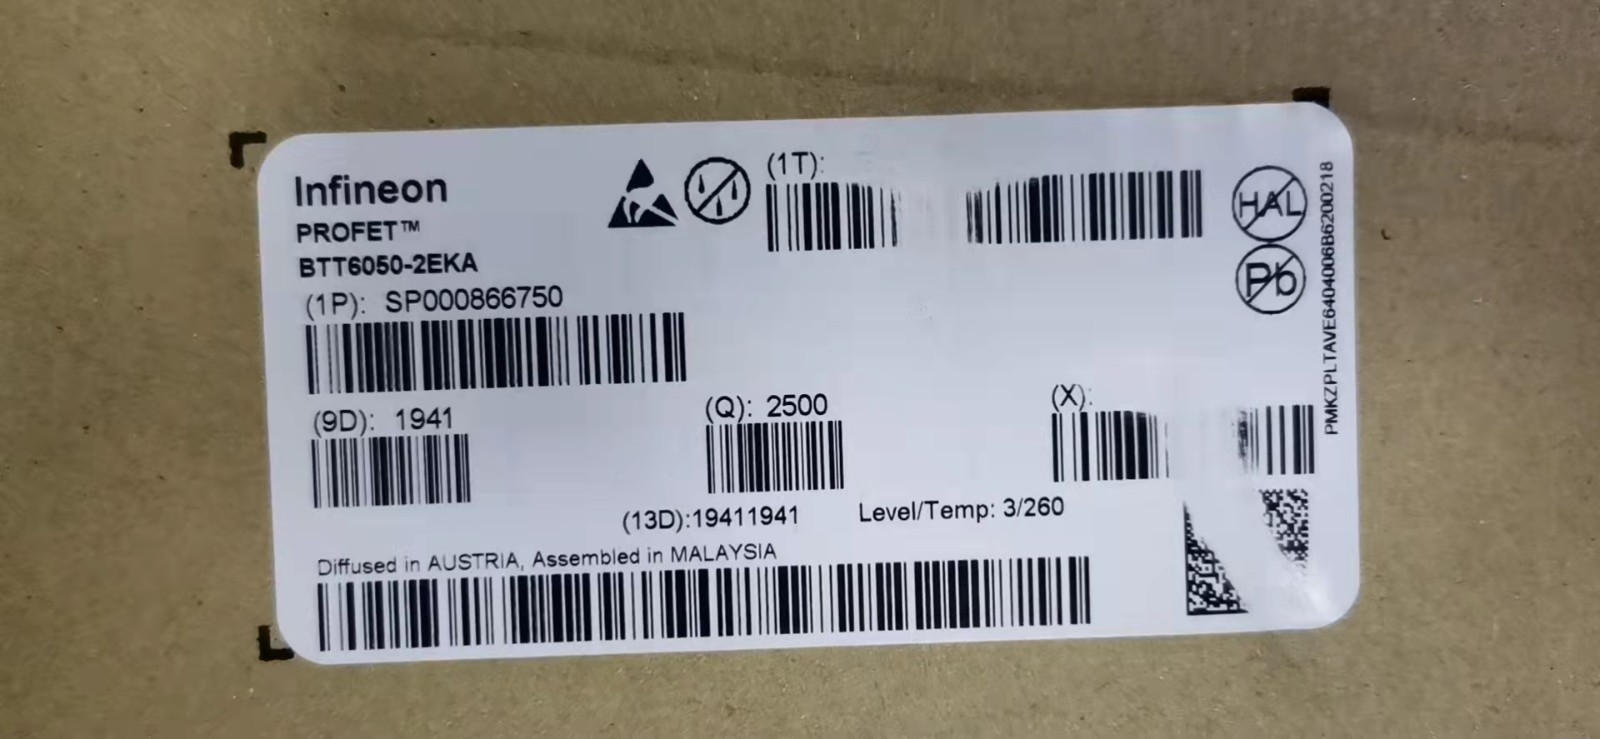 Infineon
PROFET™
BTT6050-2EKA
(1P): SP000866750
(1T):
HAL
Pb
(9D): 1941
(Q): 2500
(X):
(13D):19411941
Level/Temp: 3/260
Diffused in AUSTRIA, Assembled in MALAYSIA
PMKZPLTAVE6404006B6200218